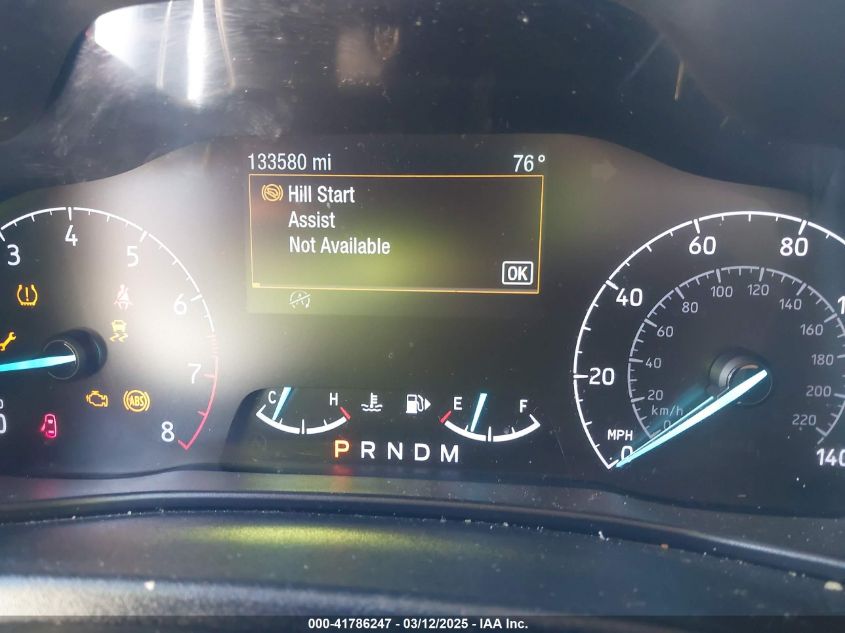 133580 mi 76°
Hill Start
Assist
Not Available
OK
3 4 5 6 7 8
0
ABS
C H
E F
P R N D M
0 20 40 60 80
140
MPH
km/h
0 20 40 60 80 100 120 140 160 180 200 220
000-41786247 - 03/12/2025 - IAA Inc.